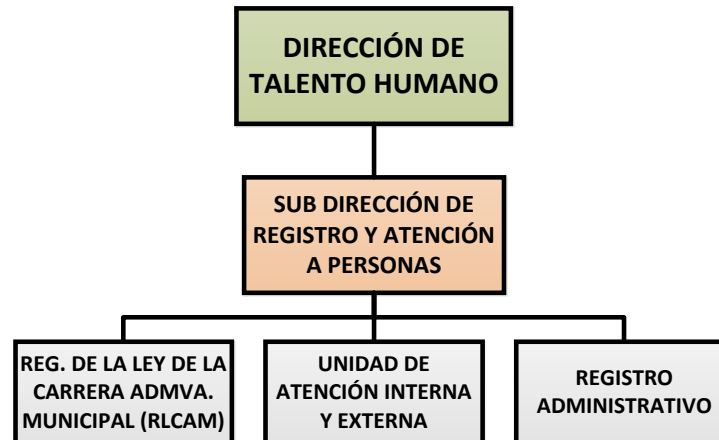 DIRECCIÓN DE
TALENTO HUMANO
SUB DIRECCIÓN DE
REGISTRO Y ATENCIÓN
A PERSONAS
REG. DE LA LEY DE LA
CARRERA ADMVA.
MUNICIPAL (RLCAM)
UNIDAD DE
ATENCIÓN INTERNA
Y EXTERNA
REGISTRO
ADMINISTRATIVO